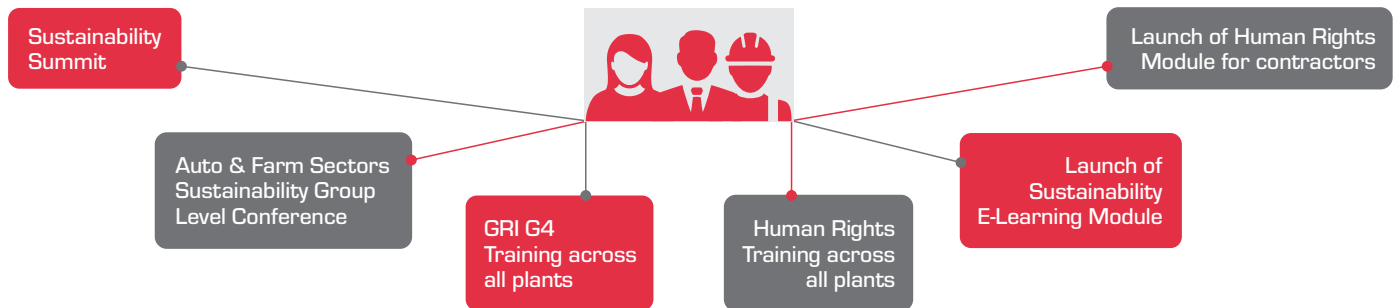 Sustainability
Summit
Auto & Farm Sectors
Sustainability Group
Level Conference
GRI G4
Training across
all plants
Human Rights
Training across
all plants
Launch of
Sustainability
E-Learning Module
Launch of Human Rights
Module for contractors